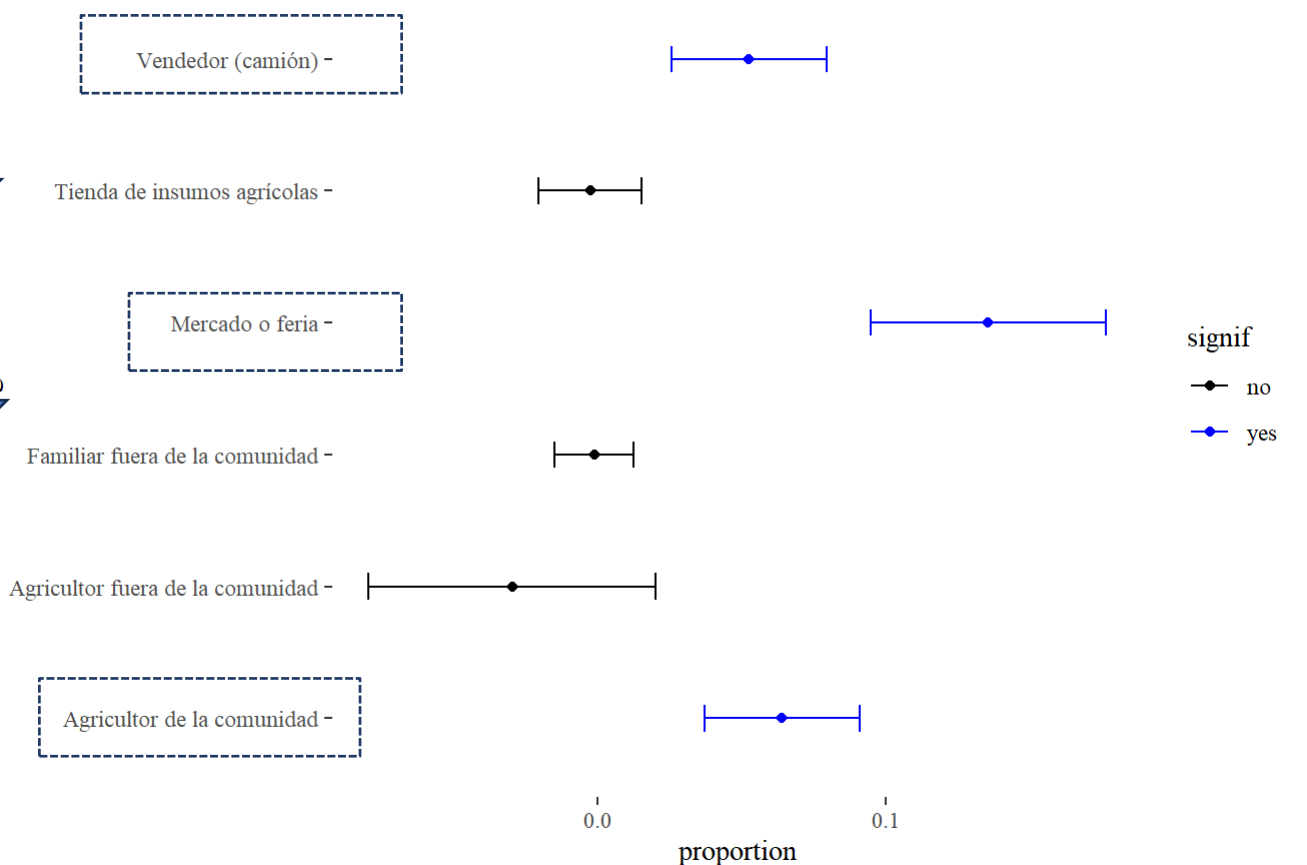 Vendedor (camión)
Tienda de insumos agrícolas
Mercado o feria
signif
no
yes
Familiar fuera de la comunidad
Agricultor fuera de la comunidad
Agricultor de la comunidad
0.0 0.1
proportion